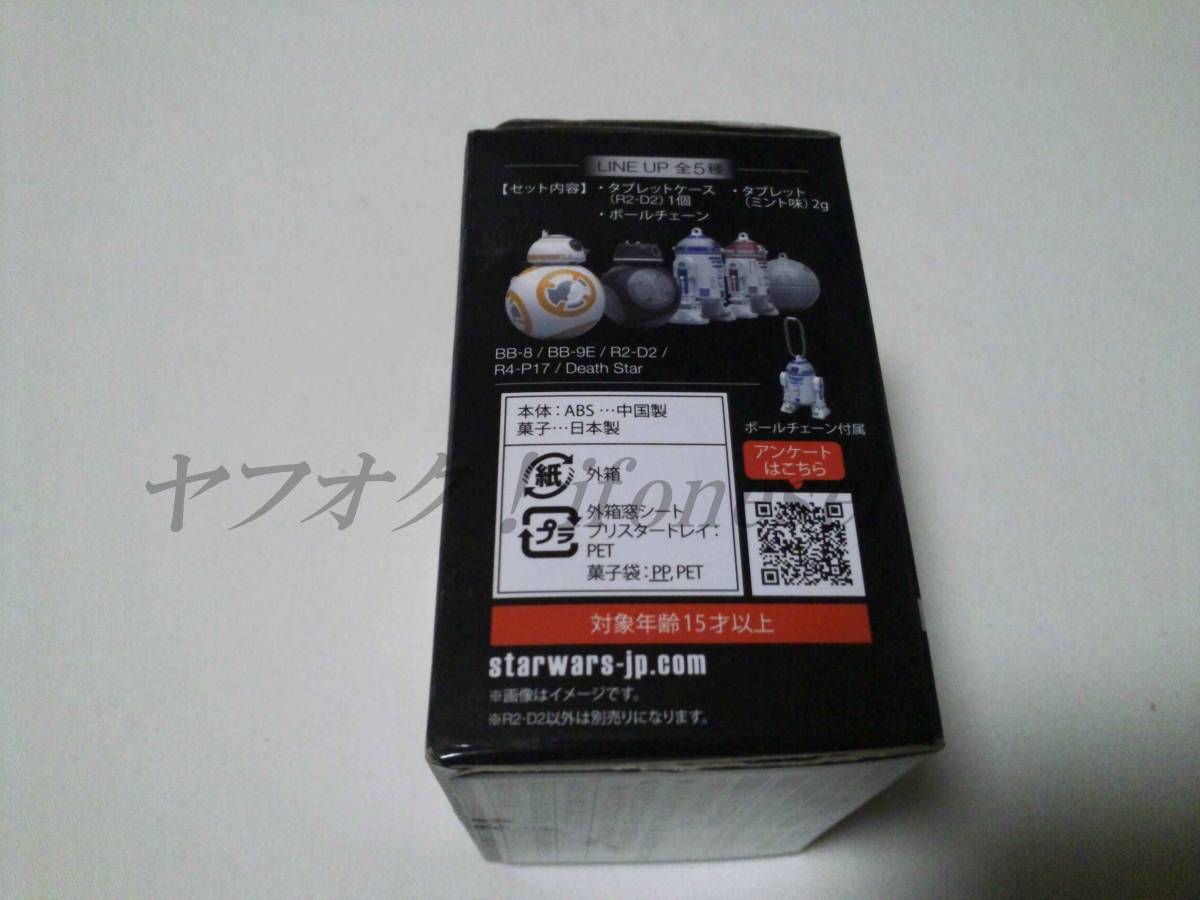 LINE UP 全5種
【セット内容】・タブレットケース ・タブレット
(R2-D2) 1個 (ミント味) 2g
・ボールチェーン
BB-8 / BB-9E / R2-D2 /
R4-P17 / Death Star
ボールチェーン付属
本体：ABS…中国製
菓子…日本製
紙 外箱
プラ 外箱窓シート
ブリスタートレイ：
PET
菓子袋：PP, PET
アンケート
はこちら
対象年齢15才以上
starwars-jp.com
※画像はイメージです。
※R2-D2以外は別売りになります。
ヤフオク！